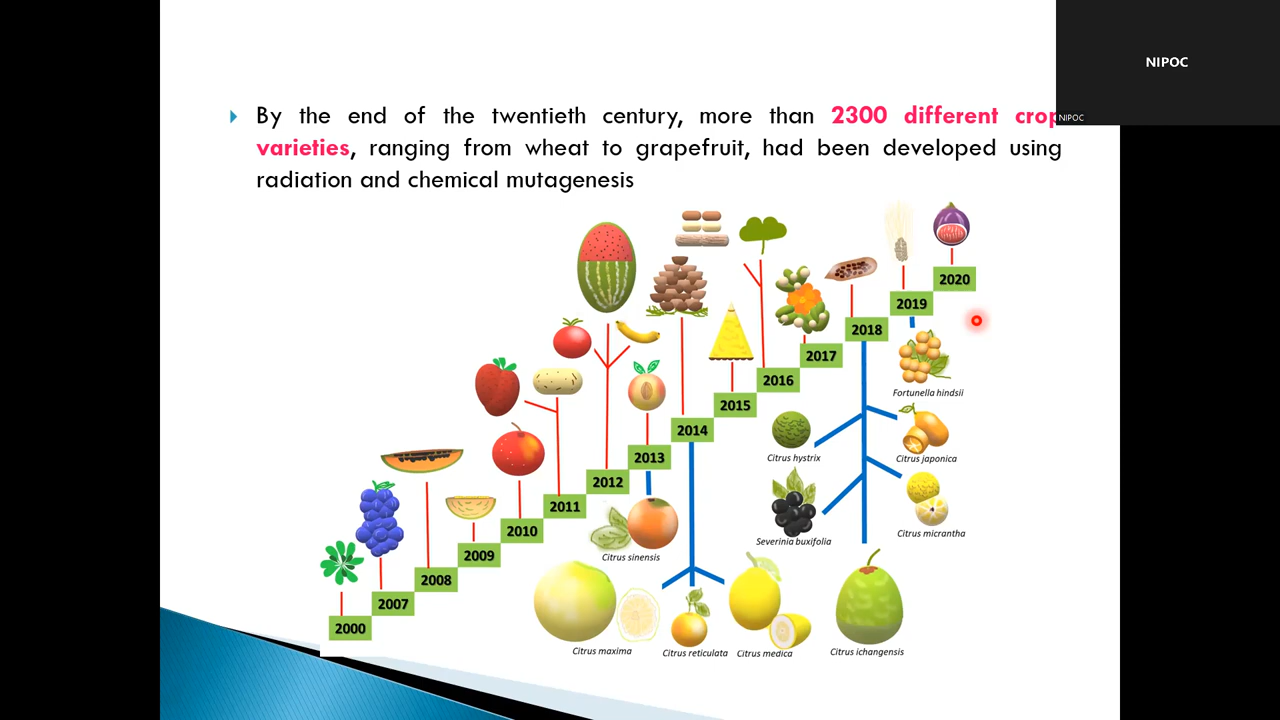 NIPOC
NIPOC
By the end of the twentieth century, more than 2300 different crop
varieties, ranging from wheat to grapefruit, had been developed using
radiation and chemical mutagenesis
2020
2019
2018
2017
2016
2015
2014
2013
2012
2011
2010
2009
2008
2007
2000
Fortunella hindsii
Citrus hystrix
Citrus japonica
Citrus micrantha
Severinia buxifolia
Citrus sinensis
Citrus maxima
Citrus reticulata
Citrus medica
Citrus ichangensis